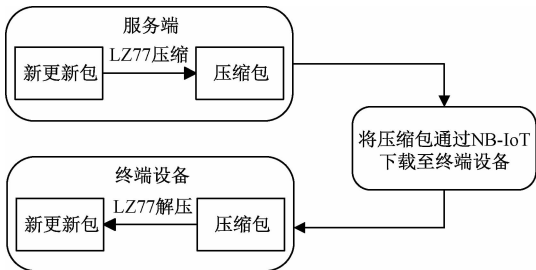 服务端
LZ77压缩
新更新包
压缩包
将压缩包通过NB-IoT
下载至终端设备
终端设备
LZ77解压
新更新包
压缩包